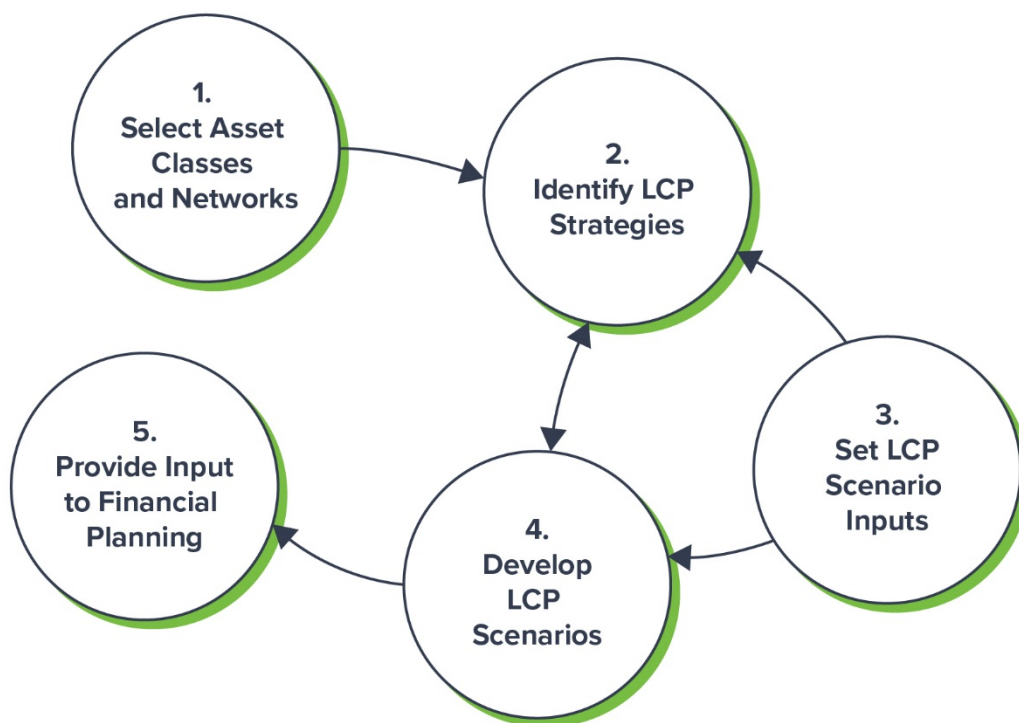 1.
Select Asset
Classes
and Networks
2.
Identify LCP
Strategies
3.
Set LCP
Scenario
Inputs
4.
Develop
LCP
Scenarios
5.
Provide Input
to Financial
Planning